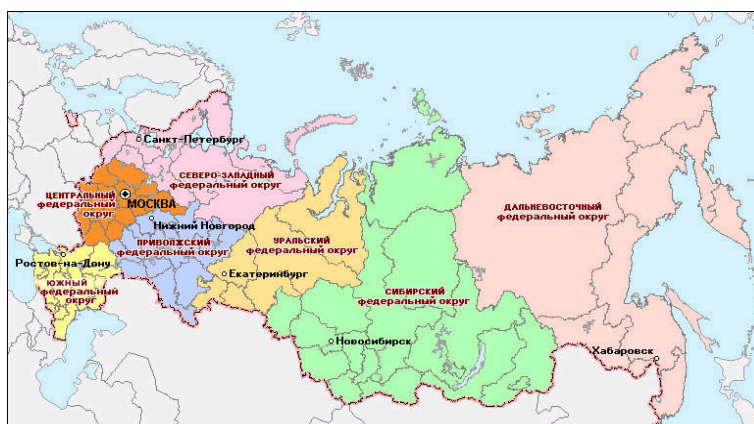 Санкт-Петербург
СЕВЕРО-ЗАПАДНЫЙ
федеральный округ
ЦЕНТРАЛЬНЫЙ
федеральный
округ
МОСКВА
Нижний Новгород
ПРИВОЛЖСКИЙ
федеральный округ
УРАЛЬСКИЙ
федеральный округ
ДАЛЬНЕВОСТОЧНЫЙ
федеральный округ
Ростов-на-Дону
ЮЖНЫЙ
федеральный
округ
Екатеринбург
СИБИРСКИЙ
федеральный округ
Новосибирск
Хабаровск